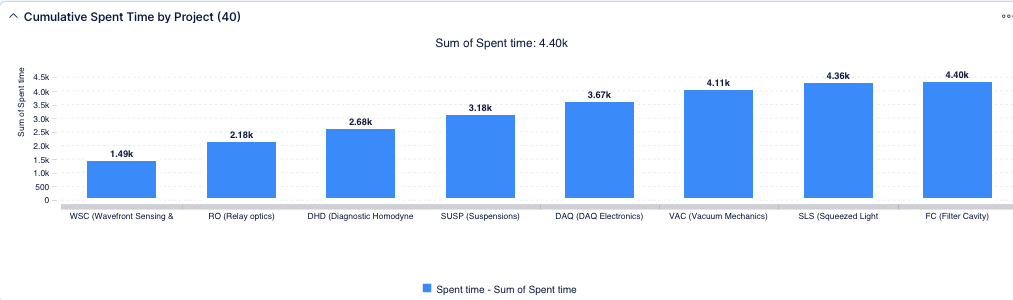 Cumulative Spent Time by Project (40)
Sum of Spent time: 4.40k
Sum of Spent time
4.5k
4.0k
3.5k
3.0k
2.5k
2.0k
1.5k
1.0k
500
0
1.49k
2.18k
2.68k
3.18k
3.67k
4.11k
4.36k
4.40k
WSC (Wavefront Sensing &
RO (Relay optics)
DHD (Diagnostic Homodyne
SUSP (Suspensions)
DAQ (DAQ Electronics)
VAC (Vacuum Mechanics)
SLS (Squeezed Light
FC (Filter Cavity)
Spent time - Sum of Spent time